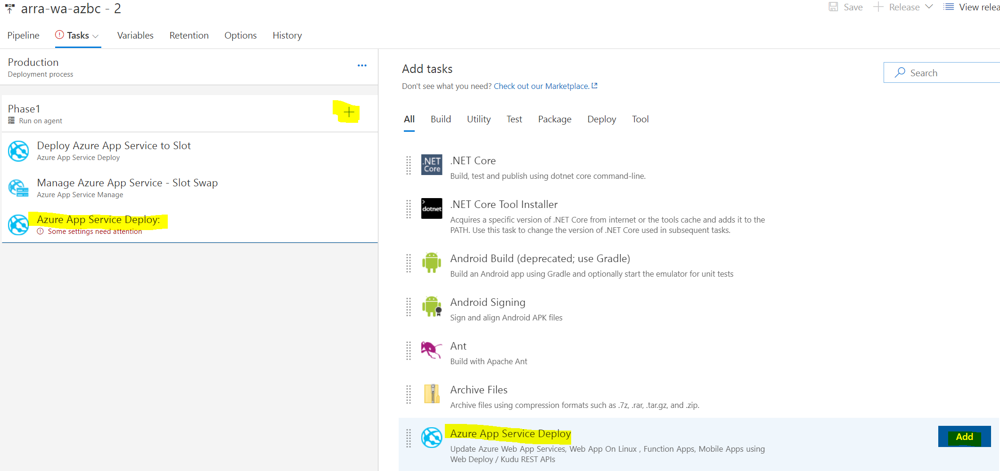 arra-wa-azbc - 2
Save
Release
View relea
Pipeline
Tasks
Variables
Retention
Options
History
Production
Deployment process
Phase1
Run on agent
Deploy Azure App Service to Slot
Azure App Service Deploy
Manage Azure App Service - Slot Swap
Azure App Service Manage
Azure App Service Deploy:
Some settings need attention
Add tasks
Search
Don't see what you need? Check out our Marketplace.
All
Build
Utility
Test
Package
Deploy
Tool
.NET
Core
.NET Core
Build, test and publish using dotnet core command-line.
>
dotnet
.NET Core Tool Installer
Acquires a specific version of .NET Core from internet or the tools cache and adds it to the
PATH. Use this task to change the version of .NET Core used in subsequent tasks.
Android Build (deprecated; use Gradle)
Build an Android app using Gradle and optionally start the emulator for unit tests
Android Signing
Sign and align Android APK files
Ant
Build with Apache Ant
Archive Files
Archive files using compression formats such as .7z, .rar, .tar.gz, and .zip.
Azure App Service Deploy
Add
Update Azure Web App Services, Web App On Linux , Function Apps, Mobile Apps using
Web Deploy / Kudu REST APIs